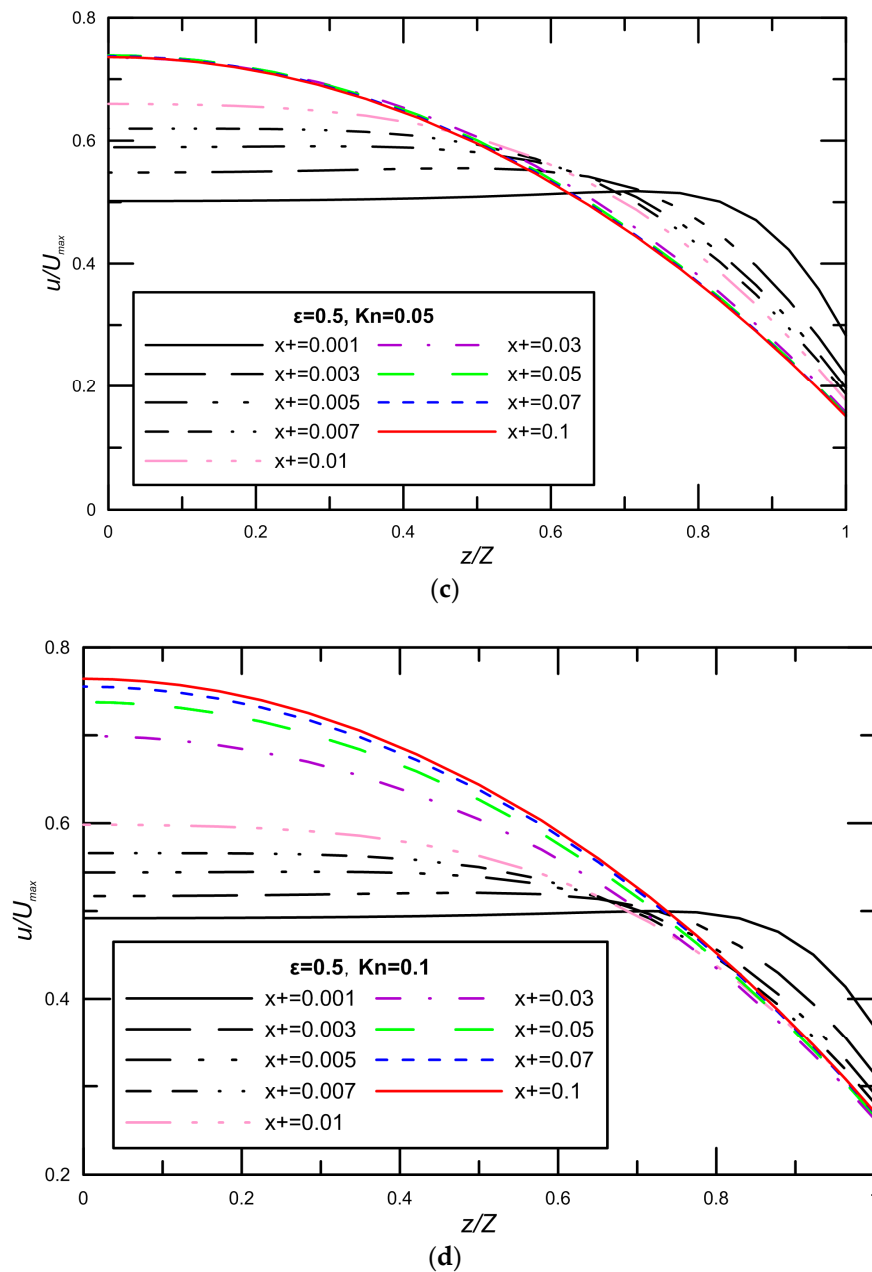 0.8
0.6
0.4
0.2
0
u/Umax
ε=0.5, Kn=0.05
x+=0.001 x+=0.03
x+=0.003 x+=0.05
x+=0.005 x+=0.07
x+=0.007 x+=0.1
x+=0.01
0 0.2 0.4 0.6 0.8 1
z/Z
(c)
0.8
0.6
0.4
0.2
u/Umax
ε=0.5, Kn=0.1
x+=0.001 x+=0.03
x+=0.003 x+=0.05
x+=0.005 x+=0.07
x+=0.007 x+=0.1
x+=0.01
0 0.2 0.4 0.6 0.8 1
z/Z
(d)